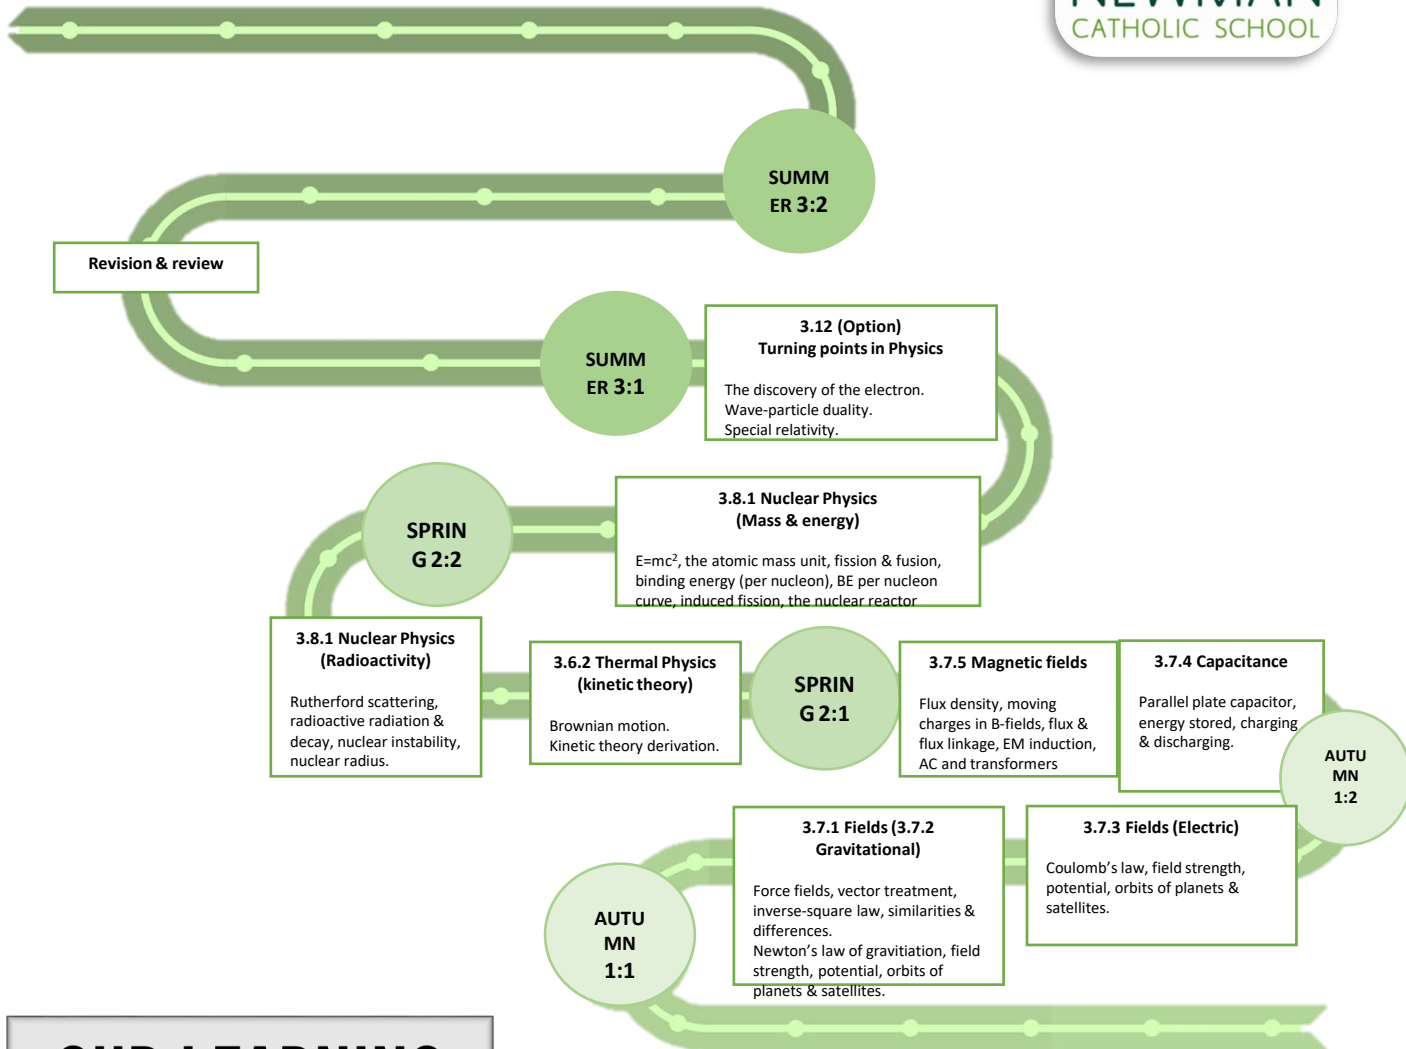 NEWMAN
CATHOLIC SCHOOL
SUMM
ER 3:2
Revision & review
SUMM
ER 3:1
3.12 (Option)
Turning points in Physics
The discovery of the electron.
Wave-particle duality.
Special relativity.
SPRIN
G 2:2
3.8.1 Nuclear Physics
(Mass & energy)
E=mc², the atomic mass unit, fission & fusion,
binding energy (per nucleon), BE per nucleon
curve, induced fission, the nuclear reactor
3.8.1 Nuclear Physics
(Radioactivity)
Rutherford scattering,
radioactive radiation &
decay, nuclear instability,
nuclear radius.
3.6.2 Thermal Physics
(kinetic theory)
Brownian motion.
Kinetic theory derivation.
SPRIN
G 2:1
3.7.5 Magnetic fields
Flux density, moving
charges in B-fields, flux &
flux linkage, EM induction,
AC and transformers
3.7.4 Capacitance
Parallel plate capacitor,
energy stored, charging
& discharging.
AUTU
MN
1:2
3.7.1 Fields (3.7.2
Gravitational)
Force fields, vector treatment,
inverse-square law, similarities &
differences.
Newton's law of gravitiation, field
strength, potential, orbits of
planets & satellites.
3.7.3 Fields (Electric)
Coulomb's law, field strength,
potential, orbits of planets &
satellites.
AUTU
MN
1:1
OUR LEARNING